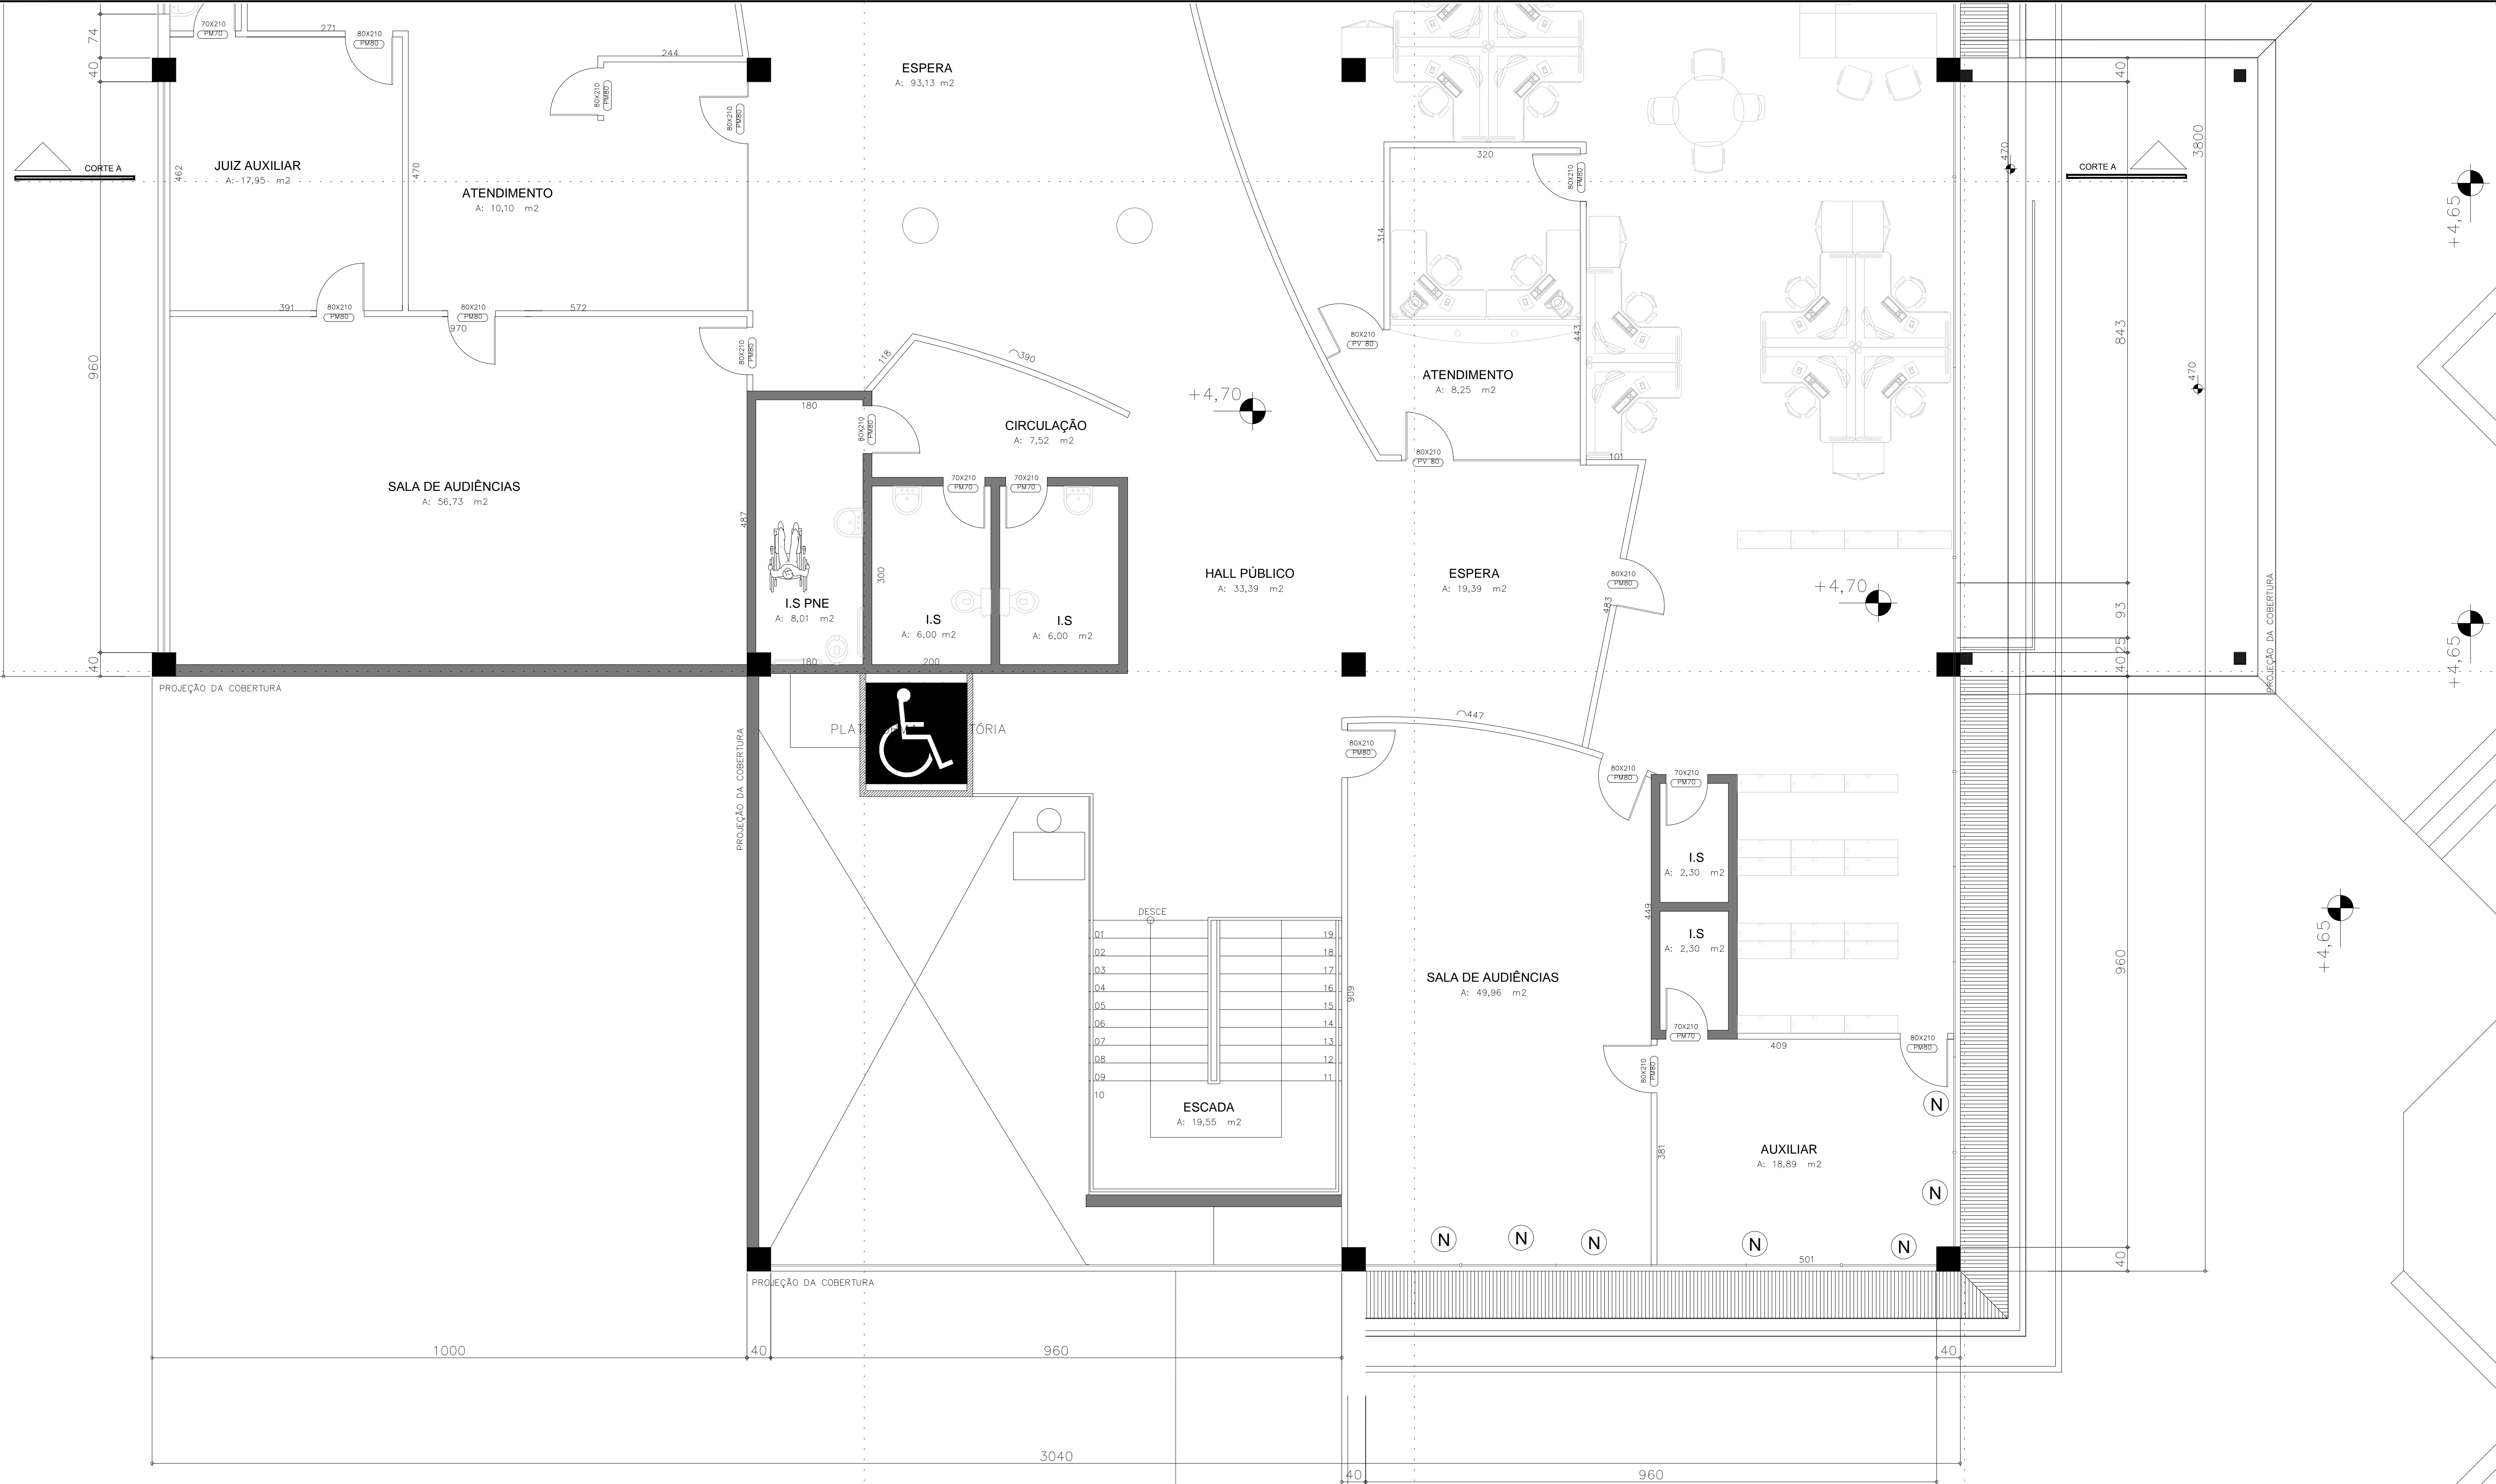 70X210
PM70
271
80X210
PM80
74
40
244
80X210
PM80
80X210
PM80
ESPERA
A: 93,13 m2
40
3800
CORTE A
462
JUIZ AUXILIAR
A: 17,95 m2
470
ATENDIMENTO
A: 10,10 m2
320
80X210
PM80
470
CORTE A
+4,65
314
391
80X210
PM80
80X210
PM80
970
572
80X210
PM80
960
118
390
80X210
PV 80
443
843
470
ATENDIMENTO
A: 8,25 m2
+4,70
180
80X210
PM80
CIRCULAÇÃO
A: 7,52 m2
80X210
PV 80
101
SALA DE AUDIÊNCIAS
A: 56,73 m2
70X210
PM70
70X210
PM70
487
300
I.S PNE
A: 8,01 m2
I.S
A: 6,00 m2
I.S
A: 6,00 m2
HALL PÚBLICO
A: 33,39 m2
ESPERA
A: 19,39 m2
80X210
PM80
483
+4,70
93
25
40
+4,65
PROJEÇÃO DA COBERTURA
40
180
200
PROJEÇÃO DA COBERTURA
PROJEÇÃO DA COBERTURA
PLAT
TÓRIA
447
80X210
PM80
80X210
PM80
70X210
PM70
I.S
A: 2,30 m2
449
I.S
A: 2,30 m2
70X210
PM70
+4,65
DESCE
01
02
03
04
05
06
07
08
09
10
19
18
17
16
15
14
13
12
11
909
SALA DE AUDIÊNCIAS
A: 49,96 m2
960
409
80X210
PM80
80X210
PM80
ESCADA
A: 19,55 m2
N
381
AUXILIAR
A: 18,89 m2
N
N
N
N
N
N
501
40
PROJEÇÃO DA COBERTURA
1000
40
960
40
3040
40
960